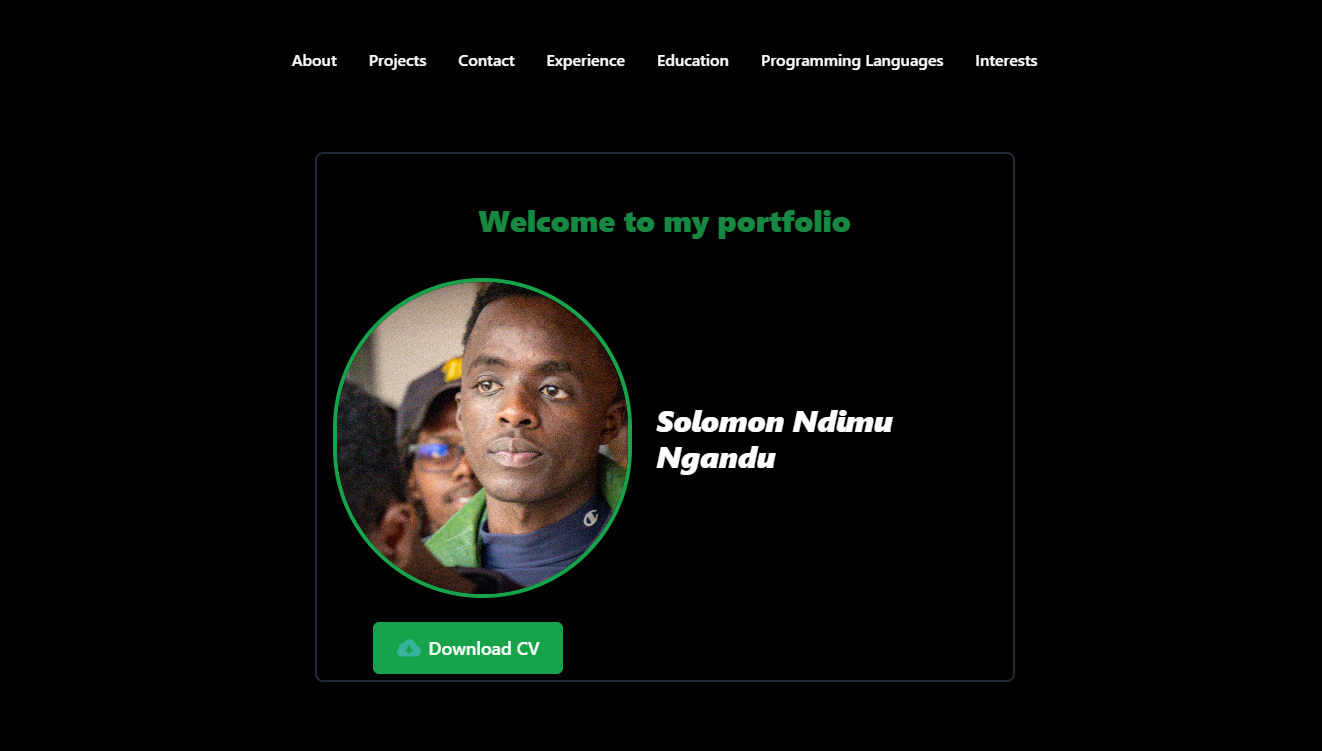 About Projects Contact Experience Education Programming Languages Interests
Welcome to my portfolio
Solomon Ndimu
Ngandu
Download CV